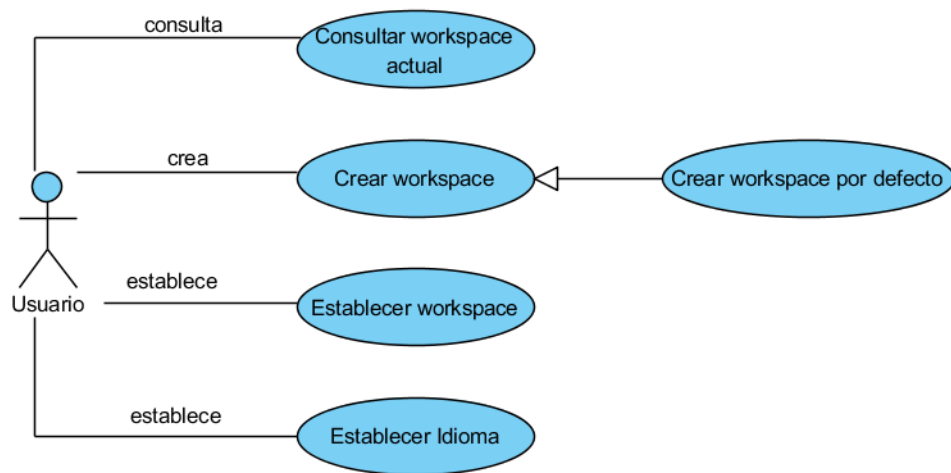 consulta
Consultar workspace
actual
crea
Crear workspace
Crear workspace por defecto
Usuario
establece
Establecer workspace
establece
Establecer Idioma